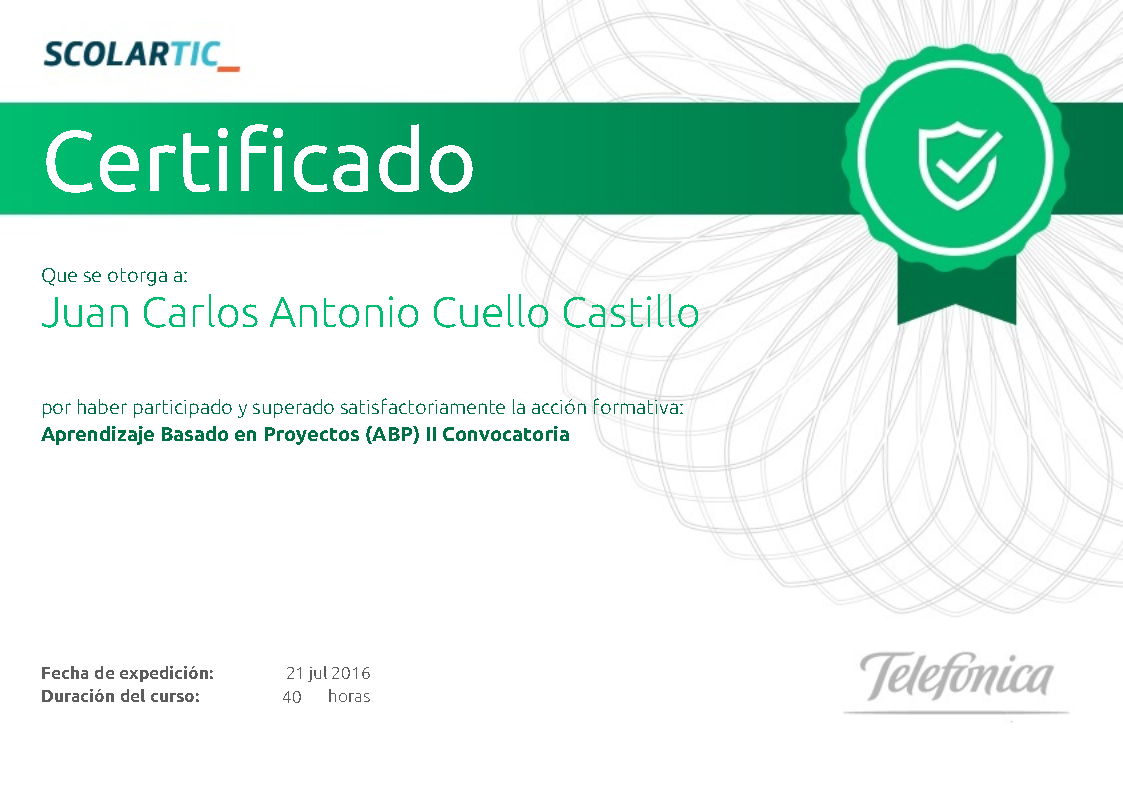 SCOLARTIC_
Certificado
Que se otorga a:
Juan Carlos Antonio Cuello Castillo
por haber participado y superado satisfactoriamente la acción formativa:
Aprendizaje Basado en Proyectos (ABP) II Convocatoria
Fecha de expedición: 21 jul 2016
Duración del curso: 40 horas
Telefónica